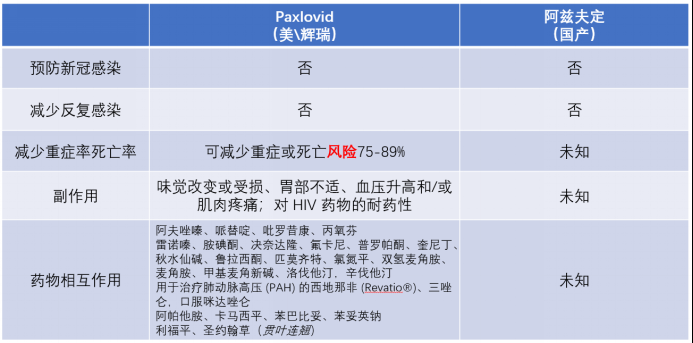 Paxlovid
（美\辉瑞）
阿兹夫定
（国产）
预防新冠感染
否
否
减少反复感染
否
否
减少重症率死亡率
可减少重症或死亡风险75-89%
未知
副作用
味觉改变或受损、胃部不适、血压升高和/或
肌肉疼痛；对 HIV 药物的耐药性
未知
药物相互作用
阿夫唑嗪、哌替啶、吡罗昔康、丙氧芬
雷诺嗪、胺碘酮、决奈达隆、氟卡尼、普罗帕酮、奎尼丁、
秋水仙碱、鲁拉西酮、匹莫齐特、氯氮平、双氢麦角胺、
麦角胺、甲基麦角新碱、洛伐他汀，辛伐他汀
用于治疗肺动脉高压 (PAH) 的西地那非 (Revatio®)、三唑
仑，口服咪达唑仑
阿帕他胺、卡马西平、苯巴比妥、苯妥英钠
利福平、圣约翰草（贯叶连翘）
未知